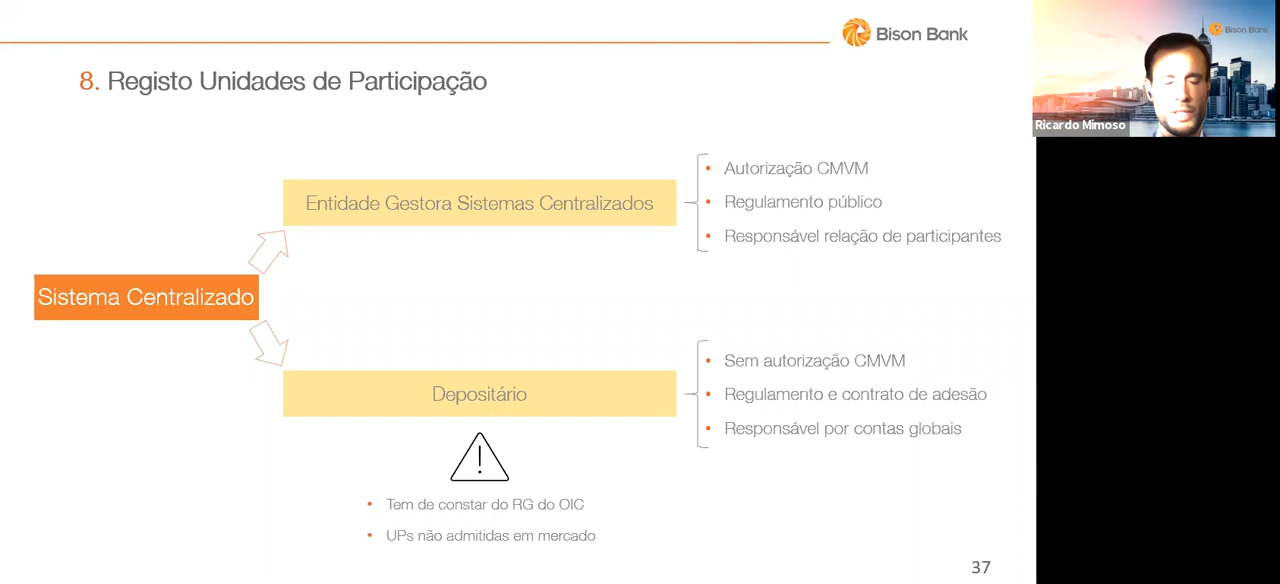 Bison Bank
8. Registo Unidades de Participação
Bison Bank
Ricardo Mimoso
Sistema Centralizado
Entidade Gestora Sistemas Centralizados
• Autorização CMVM
• Regulamento público
• Responsável relação de participantes
Depositário
• Sem autorização CMVM
• Regulamento e contrato de adesão
• Responsável por contas globais
!
• Tem de constar do RG do OIC
• UPs não admitidas em mercado
37